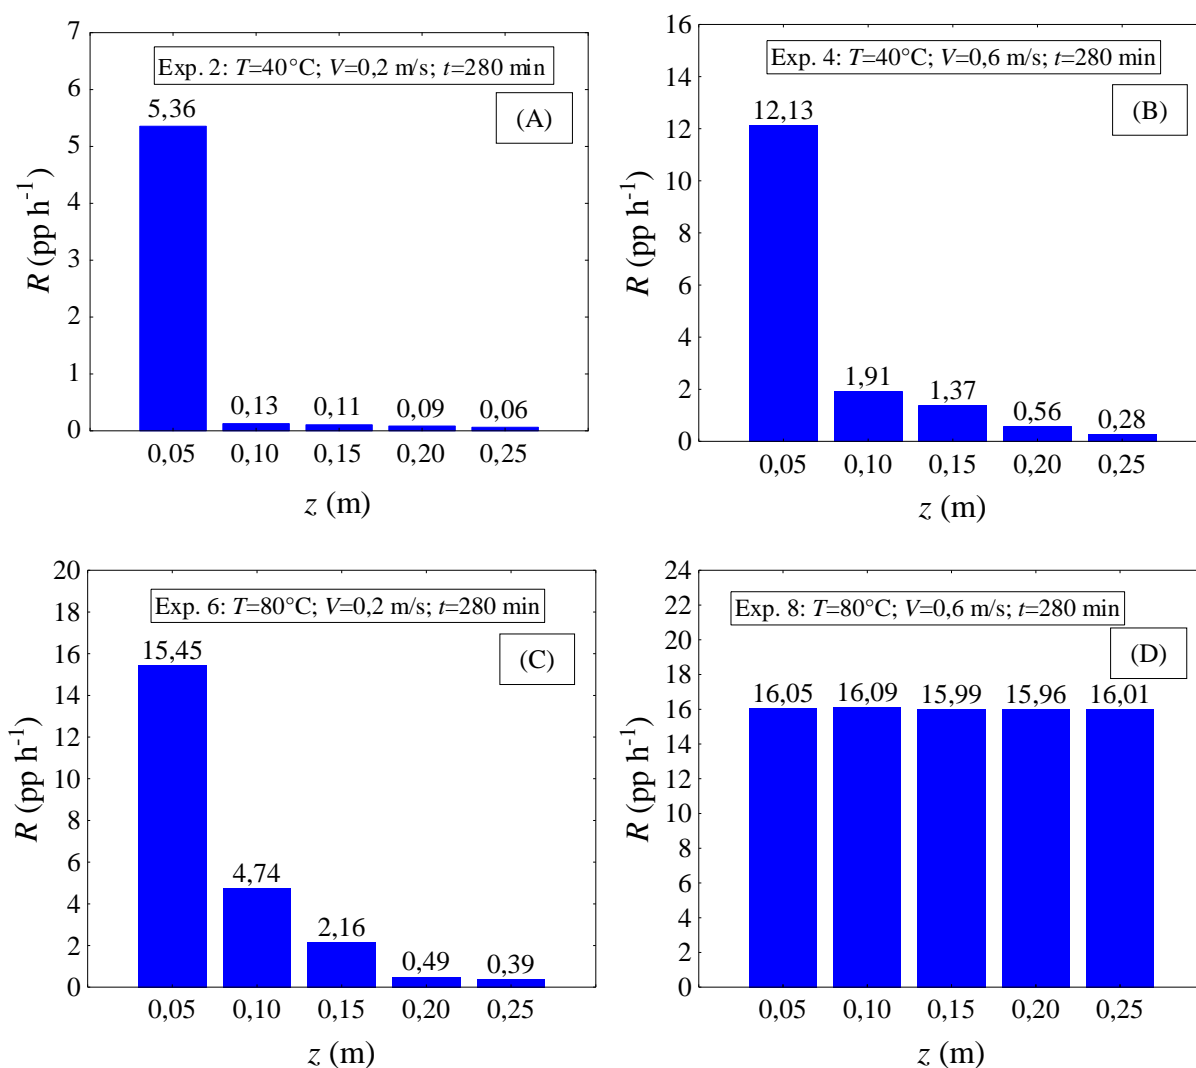 7
6
5
4
3
2
1
0
R (pp h⁻¹)
Exp. 2: T=40°C; V=0,2 m/s; t=280 min
(A)
5,36
0,13
0,11
0,09
0,06
0,05 0,10 0,15 0,20 0,25
z (m)
16
14
12
10
8
6
4
2
0
R (pp h⁻¹)
Exp. 4: T=40°C; V=0,6 m/s; t=280 min
(B)
12,13
1,91
1,37
0,56
0,28
0,05 0,10 0,15 0,20 0,25
z (m)
20
18
16
14
12
10
8
6
4
2
0
R (pp h⁻¹)
Exp. 6: T=80°C; V=0,2 m/s; t=280 min
(C)
15,45
4,74
2,16
0,49
0,39
0,05 0,10 0,15 0,20 0,25
z (m)
24
22
20
18
16
14
12
10
8
6
4
2
0
R (pp h⁻¹)
Exp. 8: T=80°C; V=0,6 m/s; t=280 min
(D)
16,05 16,09 15,99 15,96 16,01
0,05 0,10 0,15 0,20 0,25
z (m)